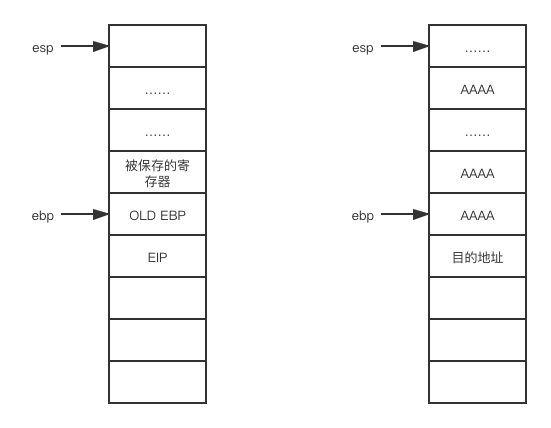 esp
……
……
被保存的寄
存器
ebp
OLD EBP
EIP
esp
……
AAAA
……
AAAA
ebp
AAAA
目的地址